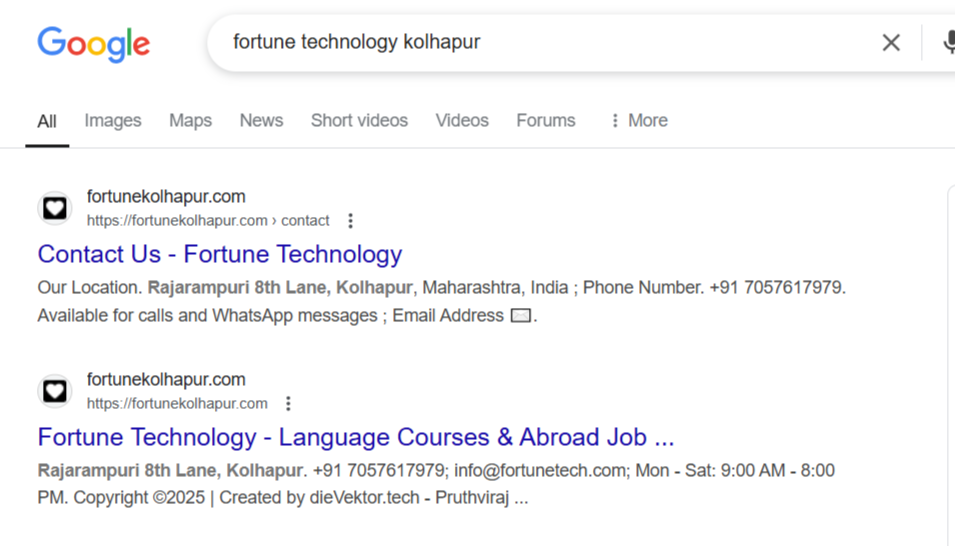 Google
fortune technology kolhapur
All Images Maps News Short videos Videos Forums More
fortunekolhapur.com
https://fortunekolhapur.com › contact
Contact Us - Fortune Technology
Our Location. Rajarampuri 8th Lane, Kolhapur, Maharashtra, India ; Phone Number. +91 7057617979.
Available for calls and WhatsApp messages ; Email Address ✉️.
fortunekolhapur.com
https://fortunekolhapur.com
Fortune Technology - Language Courses & Abroad Job ...
Rajarampuri 8th Lane, Kolhapur. +91 7057617979; info@fortunetech.com; Mon - Sat: 9:00 AM - 8:00
PM. Copyright ©2025 | Created by dieVektor.tech - Pruthviraj ...